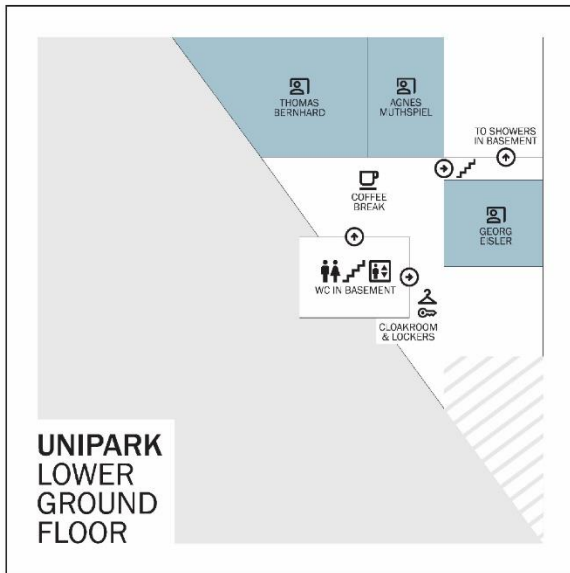 THOMAS
BERNHARD
AGNES
MUTHSPIEL
TO SHOWERS
IN BASEMENT
COFFEE
BREAK
GEORG
EISLER
WC IN BASEMENT
CLOAKROOM
& LOCKERS
UNIPARK
LOWER
GROUND
FLOOR